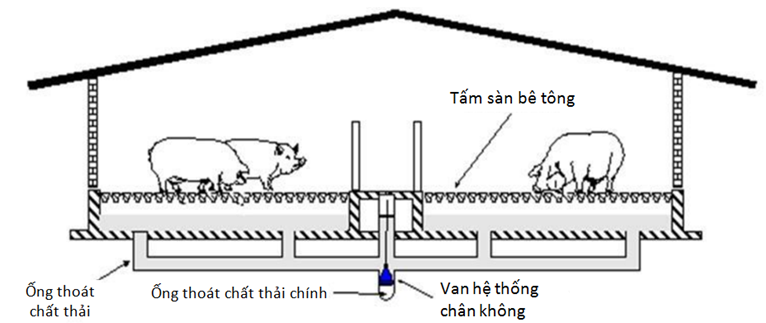 Tấm sàn bê tông
Ống thoát
chất thải
Ống thoát chất thải chính
Van hệ thống
chân không